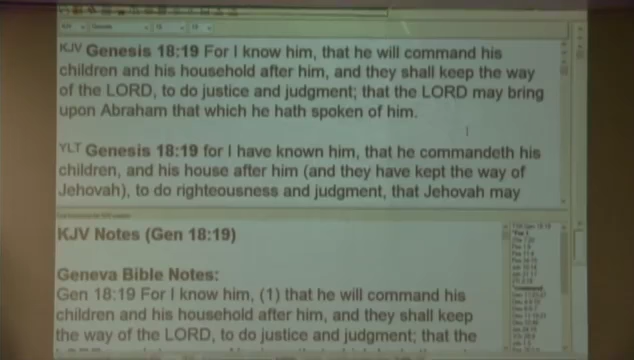 KJV Genesis 18:19 For I know him, that he will command his
children and his household after him, and they shall keep the way
of the LORD, to do justice and judgment; that the LORD may bring
upon Abraham that which he hath spoken of him.
YLT Genesis 18:19 for I have known him, that he commandeth his
children, and his house after him (and they have kept the way of
Jehovah), to do righteousness and judgment, that Jehovah may
KJV Notes (Gen 18:19)
Geneva Bible Notes:
Gen 18:19 For I know him, (1) that he will command his
children and his household after him, and they shall keep
the way of the LORD, to do justice and judgment; that the